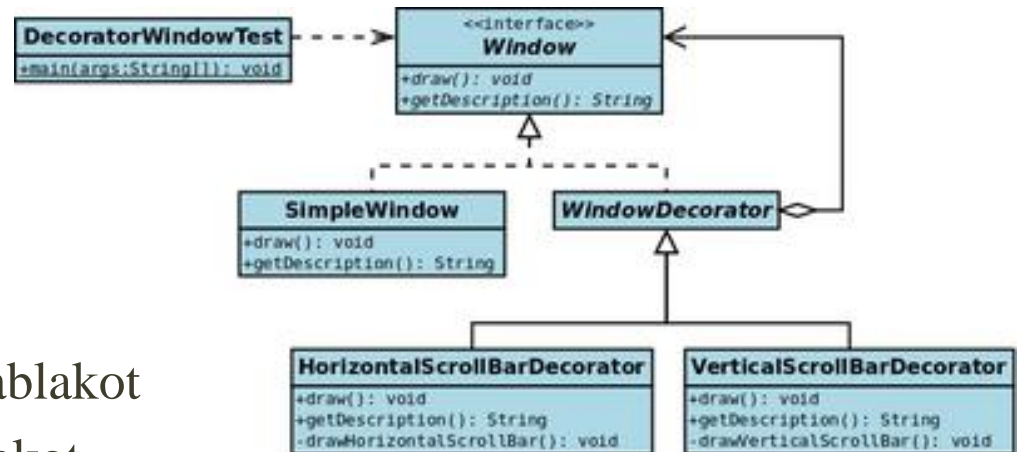 DecoratorWindowTest
+main(args:String[]): void
<<interface>>
Window
+draw(): void
+getDescription(): String
SimpleWindow
+draw(): void
+getDescription(): String
WindowDecorator
HorizontalScrollBarDecorator
+draw(): void
+getDescription(): String
-drawHorizontalScrollBar(): void
VerticalScrollBarDecorator
+draw(): void
+getDescription(): String
-drawVerticalScrollBar(): void
ablakot